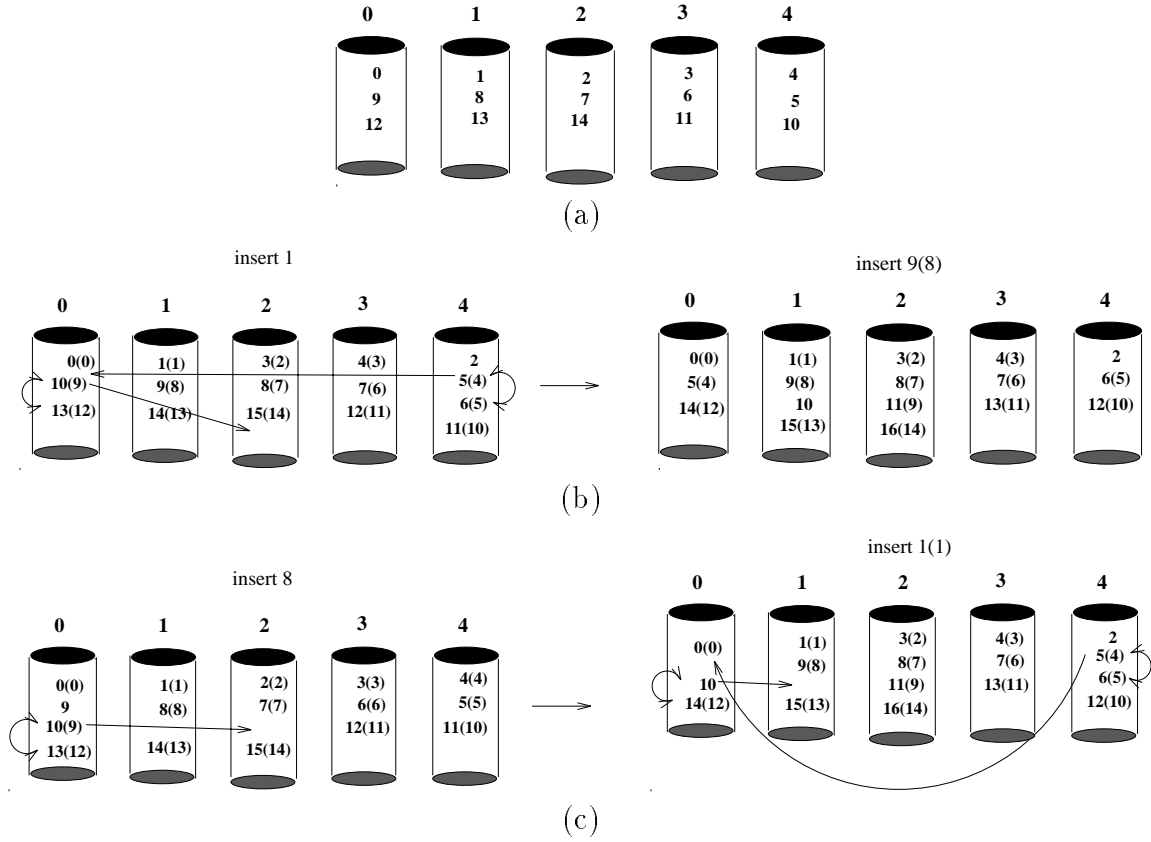 0 1 2 3 4
0 1 2 3 4
9 8 7 6 5
12 13 14 11 10
(a)
insert 1 insert 9(8)
0 1 2 3 4 0 1 2 3 4
0(0) 1(1) 3(2) 4(3) 2 0(0) 1(1) 3(2) 4(3) 2
10(9) 9(8) 8(7) 7(6) 5(4) 5(4) 9(8) 8(7) 7(6) 6(5)
13(12) 14(13) 15(14) 12(11) 6(5) 14(12) 10 11(9) 13(11) 12(10)
11(10) 15(13) 16(14)
(b)
insert 8 insert 1(1)
0 1 2 3 4 0 1 2 3 4
0(0) 1(1) 2(2) 3(3) 4(4) 0(0) 1(1) 3(2) 4(3) 2
9 8(8) 7(7) 6(6) 5(5) 9(8) 8(7) 7(6) 5(4)
10(9) 12(11) 11(10) 10 11(9) 13(11) 6(5)
13(12) 14(13) 15(14) 14(12) 15(13) 16(14) 12(10)
(c)